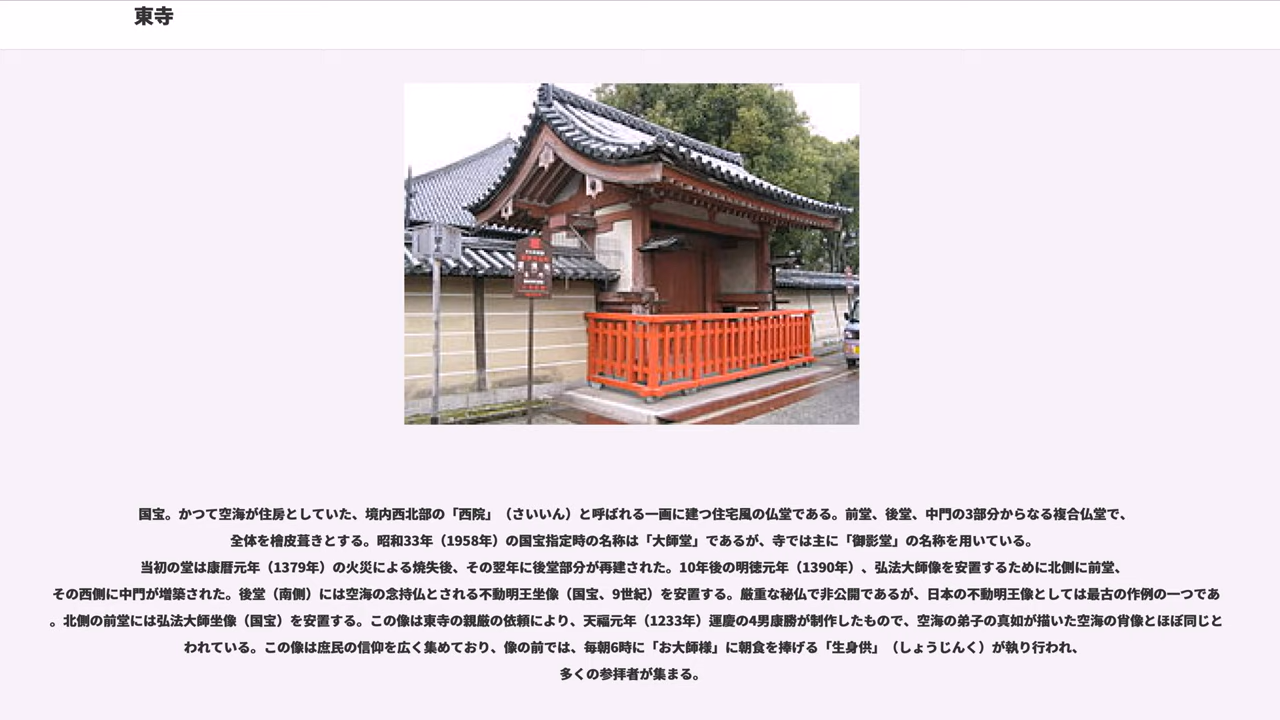 東寺
国宝。かつて空海が住房としていた、境内西北部の「西院」（さいいん）と呼ばれる一画に建つ住宅風の仏堂である。前堂、後堂、中門の3部分からなる複合仏堂で、
全体を檜皮葺きとする。昭和33年（1958年）の国宝指定時の名称は「大師堂」であるが、寺では主に「御影堂」の名称を用いている。
当初の堂は康暦元年（1379年）の火災による焼失後、その翌年に後堂部分が再建された。10年後の明徳元年（1390年）、弘法大師像を安置するために北側に前堂、
その西側に中門が増築された。後堂（南側）には空海の念持仏とされる不動明王坐像（国宝、9世紀）を安置する。厳重な秘仏で非公開であるが、日本の不動明王像としては最古の作例の一つであ
。北側の前堂には弘法大師坐像（国宝）を安置する。この像は東寺の親厳の依頼により、天福元年（1233年）運慶の4男康勝が制作したもので、空海の弟子の真如が描いた空海の肖像とほぼ同じと
われている。この像は庶民の信仰を広く集めており、像の前では、毎朝6時に「お大師様」に朝食を捧げる「生身供」（しょうじんく）が執り行われ、
多くの参拝者が集まる。